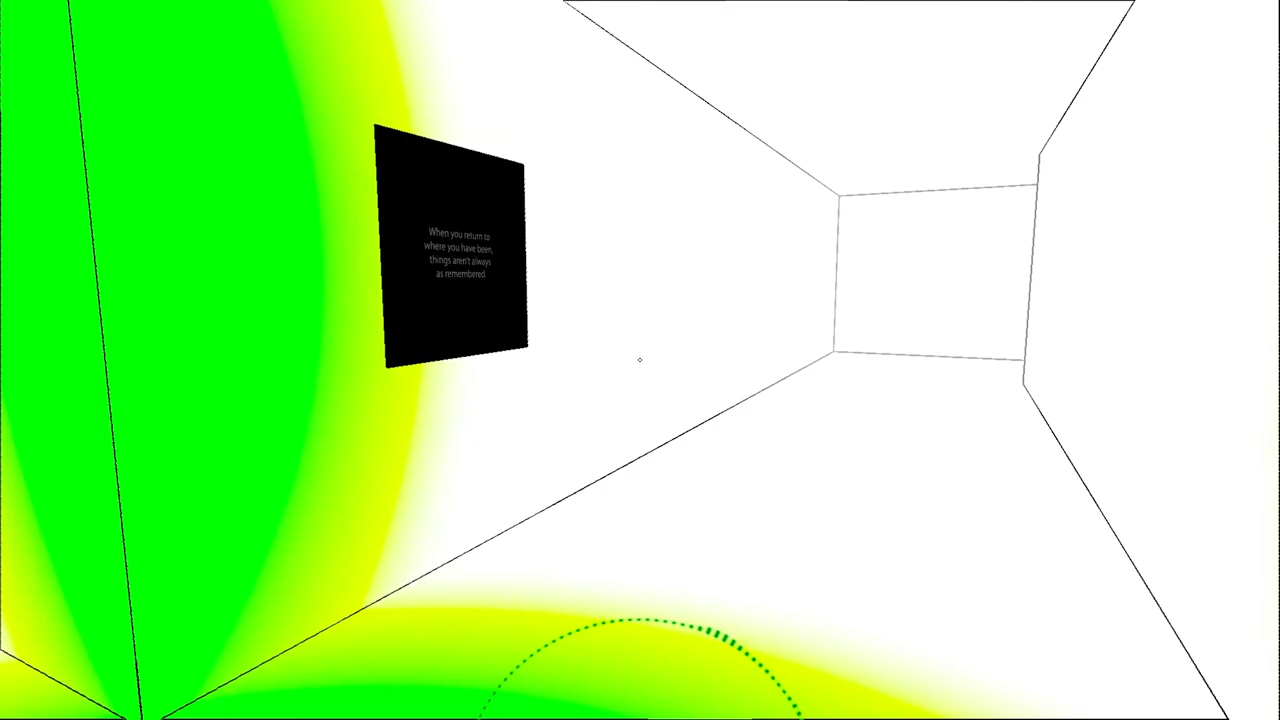 When you return to
where you have been,
things aren't always
as remembered.